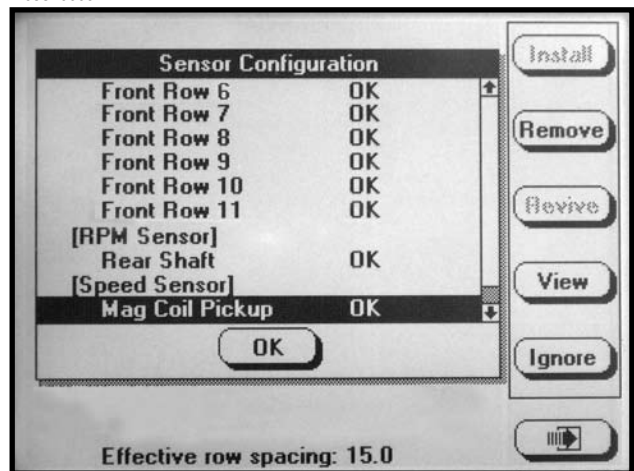 Sensor Configuration
Front Row 6 OK
Front Row 7 OK
Front Row 8 OK
Front Row 9 OK
Front Row 10 OK
Front Row 11 OK
[RPM Sensor]
Rear Shaft OK
[Speed Sensor]
Mag Coil Pickup OK
OK
Effective row spacing: 15.0
Install
Remove
Revive
View
Ignore